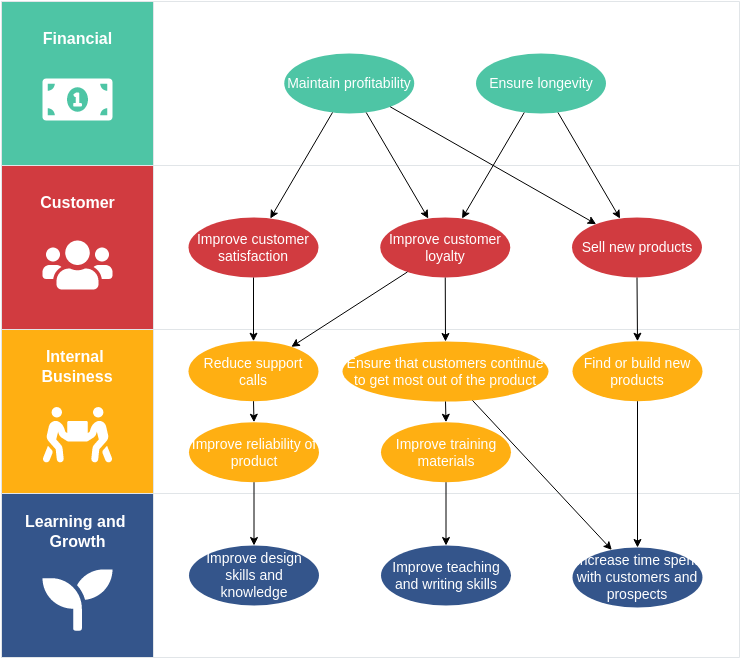 Financial
1
Maintain profitability
Ensure longevity
Customer
Improve customer
satisfaction
Improve customer
loyalty
Sell new products
Internal
Business
Reduce support
calls
Ensure that customers continue
to get most out of the product
Find or build new
products
Improve reliability of
product
Improve training
materials
Learning and
Growth
Improve design
skills and
knowledge
Improve teaching
and writing skills
Increase time spent
with customers and
prospects